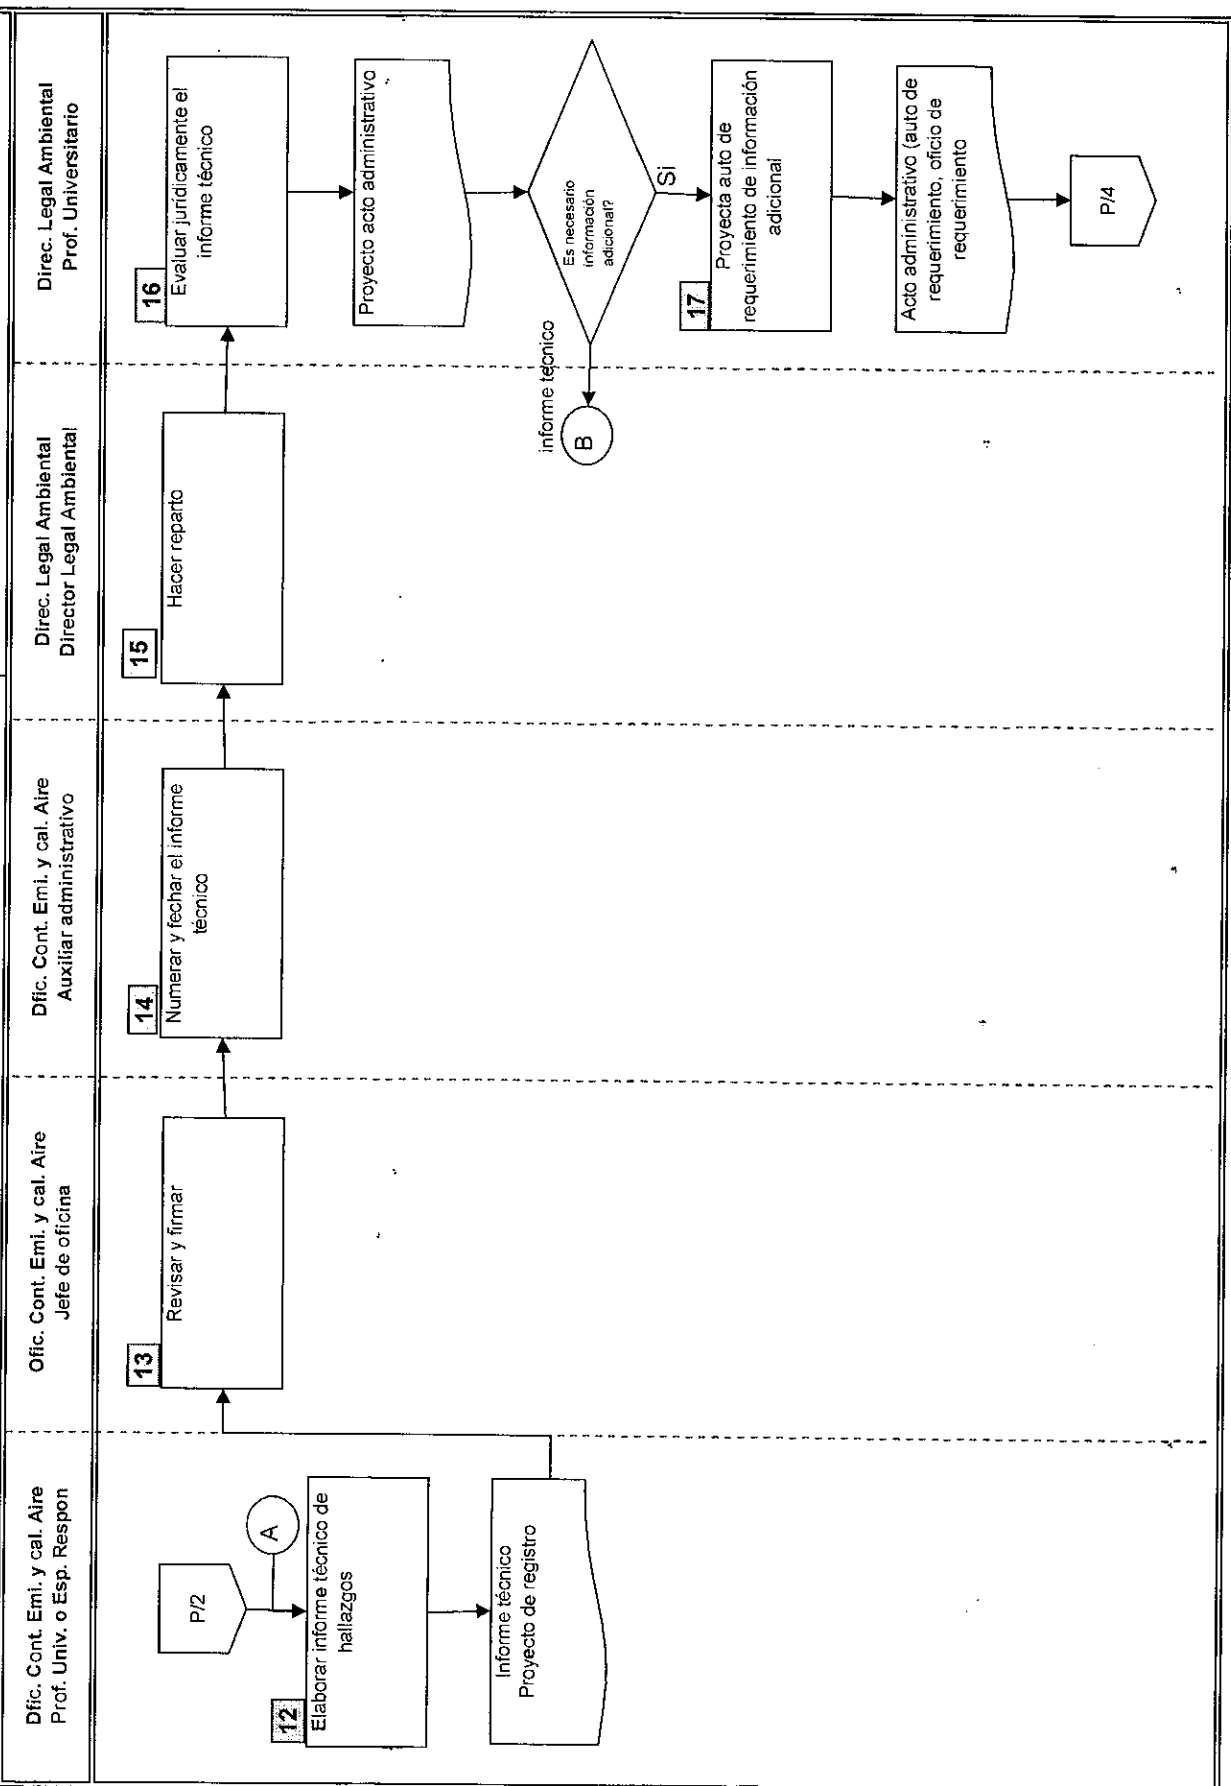 Dfic. Cont. Emi. y cal. Aire
Prof. Univ. o Esp. Respon
Ofic. Cont. Emi. y cal. Aire
Jefe de oficina
Dfic. Cont. Emi. y cal. Aire
Auxiliar administrativo
Direc. Legal Ambiental
Director Legal Ambiental
Direc. Legal Ambiental
Prof. Universitario
P/2
A
12
Elaborar informe técnico de
hallazgos
Informe técnico
Proyecto de registro
13
Revisar y firmar
14
Numerar y fechar el informe
técnico
15
Hacer reparto
16
Evaluar jurídicamente el
informe técnico
Proyecto acto administrativo
Es necesario
información
adicional?
informe técnico
B
Si
17
Proyecta auto de
requerimiento de información
adicional
Acto administrativo (auto de
requerimiento, oficio de
requerimiento
P/4